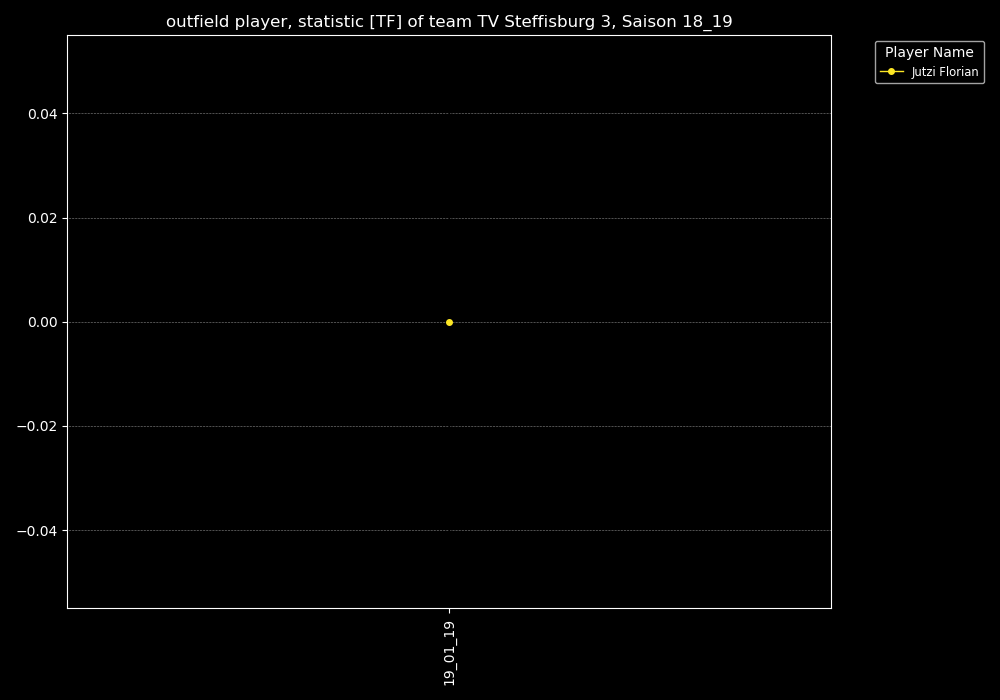 outfield player, statistic [TF] of team TV Steffisburg 3, Saison 18_19
Player Name
Jutzi Florian
0.04
0.02
0.00
−0.02
−0.04
19_01_19